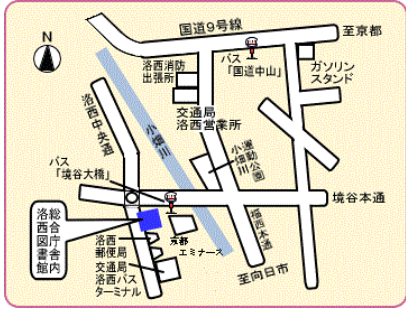 N
国道9号線
至京都
バス
「国道中山」
ガソリン
スタンド
洛西消防
出張所
交通局
洛西営業所
洛西中央通
小畑川
小畑川
運動公園
バス
「境谷大橋」
境谷本通
福西本通
洛西総合庁舎内
図書館
洛西
郵便局
京都
エミナース
交通局
洛西バス
ターミナル
至向日市